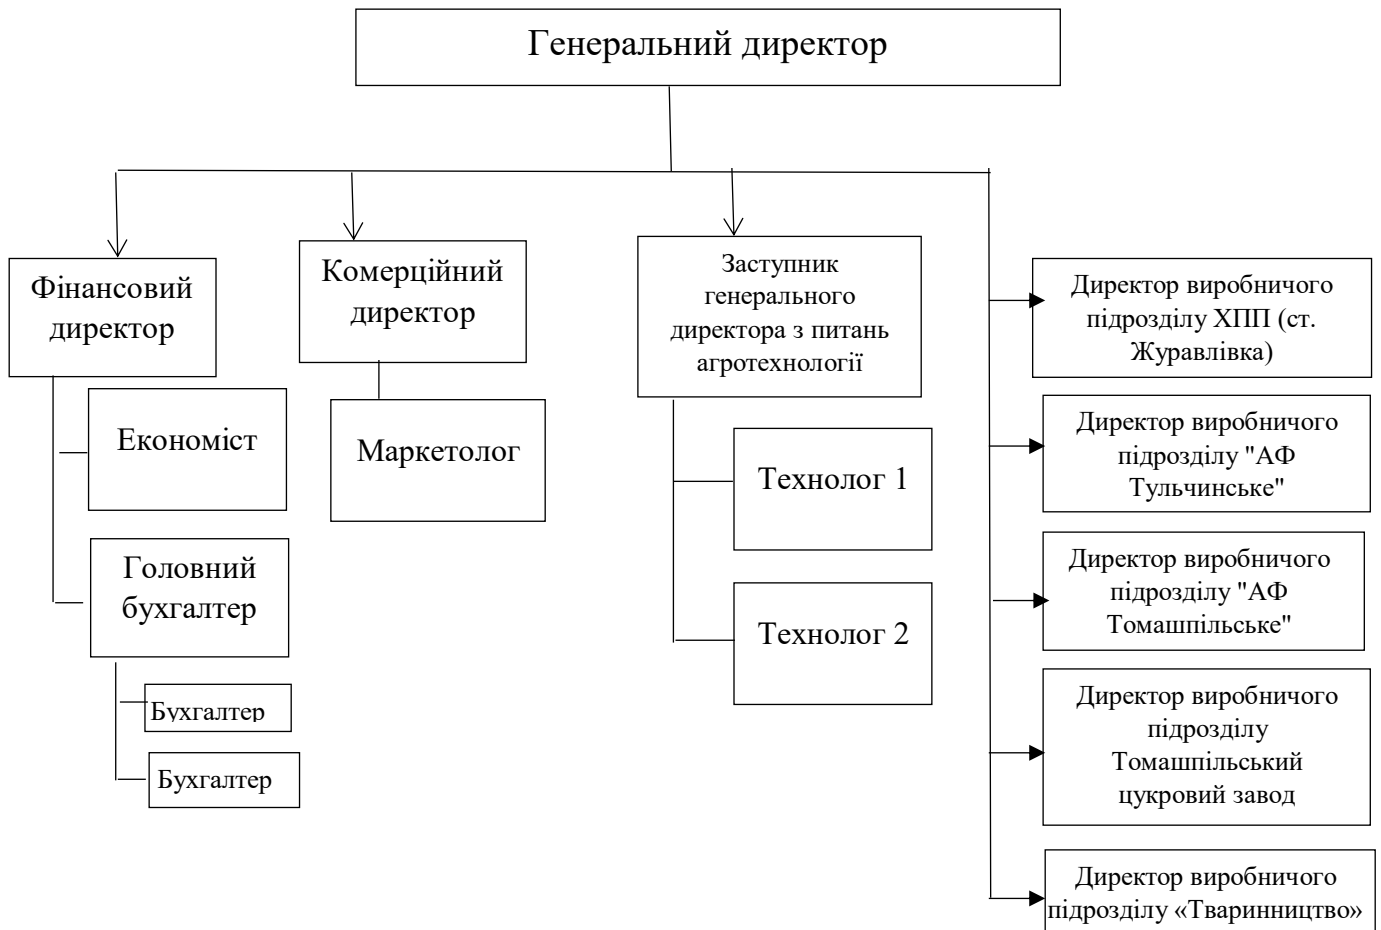 Генеральний директор
Фінансовий
директор
Економіст
Головний
бухгалтер
Бухгалтер
Бухгалтер
Комерційний
директор
Маркетолог
Заступник
генерального
директора з питань
агротехнології
Технолог 1
Технолог 2
Директор виробничого
підрозділу ХПП (ст.
Журавлівка)
Директор виробничого
підрозділу "АФ
Тульчинське"
Директор виробничого
підрозділу "АФ
Томашпільське"
Директор виробничого
підрозділу
Томашпільський
цукровий завод
Директор виробничого
підрозділу «Тваринництво»